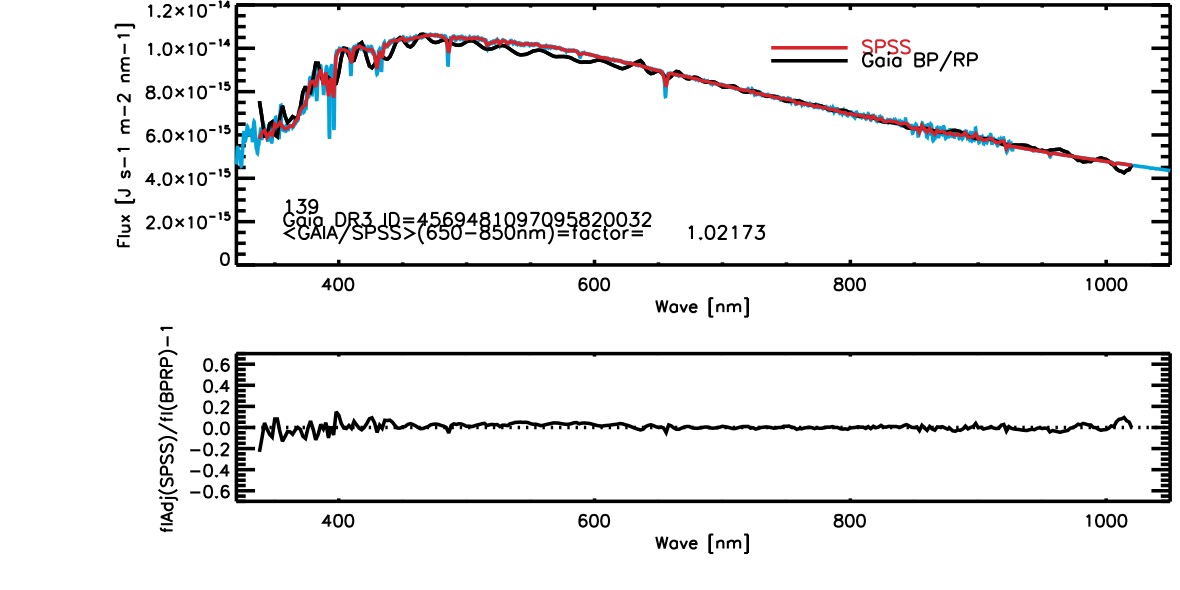 1.2×10−14
1.0×10−14
8.0×10−15
6.0×10−15
4.0×10−15
2.0×10−15
0
Flux [J s−1 m−2 nm−1]
SPSS
Gaia BP/RP
139
Gaia DR3 ID=4569481097095820032
<GAIA/SPSS>(650−850nm)=factor= 1.02173
400 600 800 1000
Wave [nm]
flAdj(SPSS)/fl(BPRP)−1
0.6
0.4
0.2
0.0
−0.2
−0.4
−0.6
400 600 800 1000
Wave [nm]